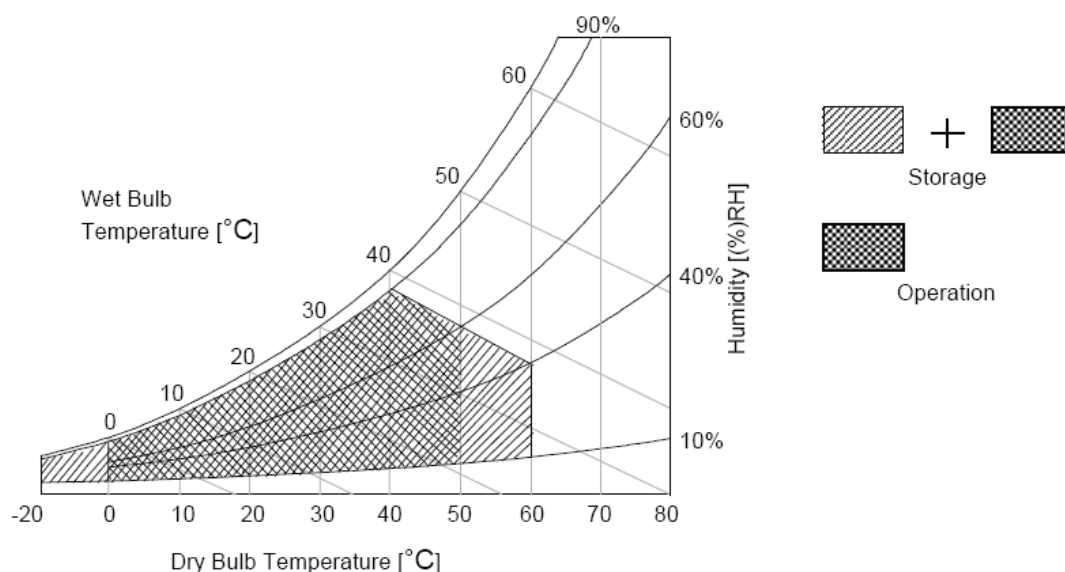 90%
60
60%
50
Storage
Wet Bulb
Temperature [°C]
40
40%
Humidity [(%)RH]
Operation
30
20
10
0
10%
-20 0 10 20 30 40 50 60 70 80
Dry Bulb Temperature [°C]